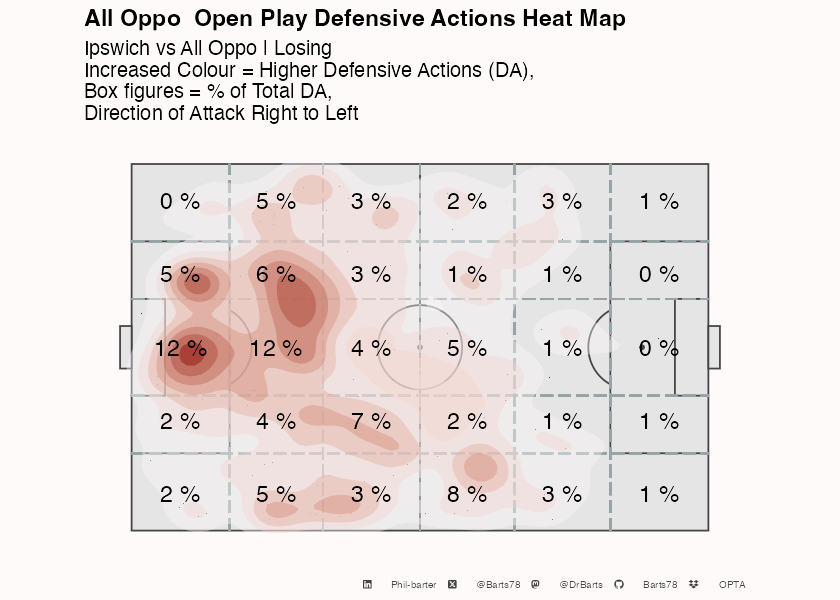 All Oppo  Open Play Defensive Actions Heat Map
Ipswich vs All Oppo I Losing
Increased Colour = Higher Defensive Actions (DA),
Box figures = % of Total DA,
Direction of Attack Right to Left
0 % 5 % 3 % 2 % 3 % 1 %
5 % 6 % 3 % 1 % 1 % 0 %
12 % 12 % 4 % 5 % 1 % 0 %
2 % 4 % 7 % 2 % 1 % 1 %
2 % 5 % 3 % 8 % 3 % 1 %
Phil-barter @Barts78 @DrBarts Barts78 OPTA